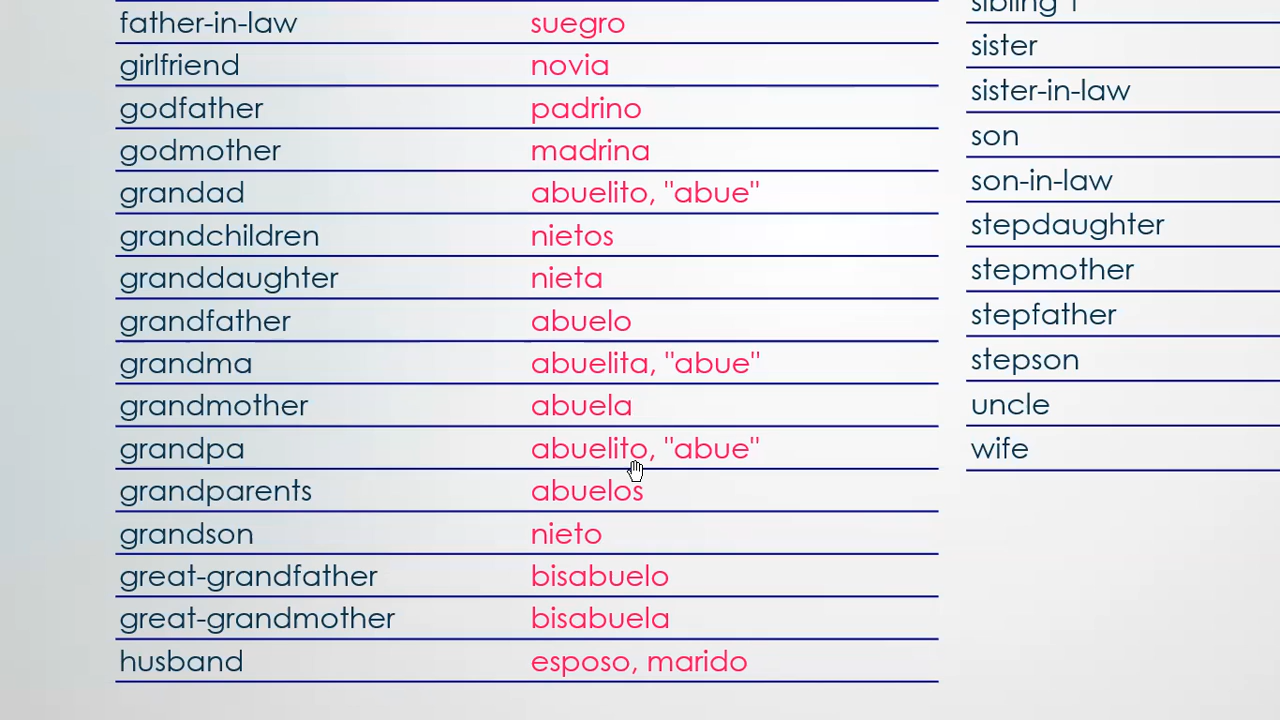 father-in-law suegro
girlfriend novia
godfather padrino
godmother madrina
grandad abuelito, "abue"
grandchildren nietos
granddaughter nieta
grandfather abuelo
grandma abuelita, "abue"
grandmother abuela
grandpa abuelito, "abue"
grandparents abuelos
grandson nieto
great-grandfather bisabuelo
great-grandmother bisabuela
husband esposo, marido
sibling
sister
sister-in-law
son
son-in-law
stepdaughter
stepmother
stepfather
stepson
uncle
wife